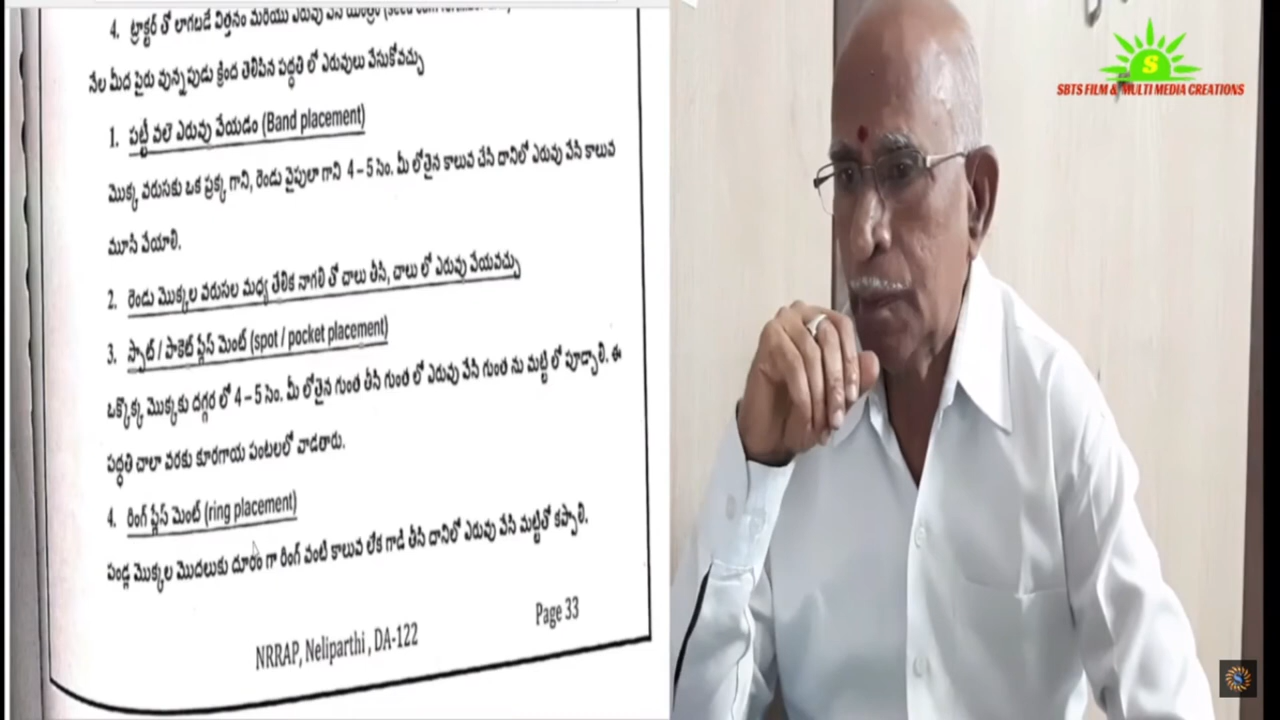 4. ట్రాక్టర్ తో లాగబడే విత్తనం మరియు ఎరువు వేసే యంత్రం
నేల మీద పైరు వున్నపుడు క్రింద తెలిపిన పద్ధతి లో ఎరువులు వేసుకోవచ్చు
1. పట్టీ వలె ఎరువు వేయడం (Band placement)
మొక్క వరుసకు ఒక ప్రక్క గాని, రెండు వైపులా గాని 4 – 5 సెం. మీ లోతైన కాలువ చేసి దానిలో ఎరువు వేసి కాలువ
మూసి వేయాలి.
2. రెండు మొక్కల వరుసల మధ్య తేలిక నాగలి తో చాలు తీసి, చాలు లో ఎరువు వేయవచ్చు
3. స్పాట్ / పాకెట్ ప్లేస్ మెంట్ (spot / pocket placement)
ఒక్కొక్క మొక్కకు దగ్గర లో 4 – 5 సెం. మీ లోతైన గుంత తీసి గుంత లో ఎరువు వేసి గుంత ను మట్టి లో పూడ్చాలి. ఈ
పద్ధతి చాలా వరకు కూరగాయ పంటలలో వాడతారు.
4. రింగ్ ప్లేస్ మెంట్ (ring placement)
పండ్ల మొక్కల మొదలుకు దూరం గా రింగ్ వంటి కాలువ లేక గాడి తీసి దానిలో ఎరువు వేసి మట్టితో కప్పాలి.
NRRAP, Neliparthi , DA-122
Page 33
S
SBTS FILM & MULTI MEDIA CREATIONS
S